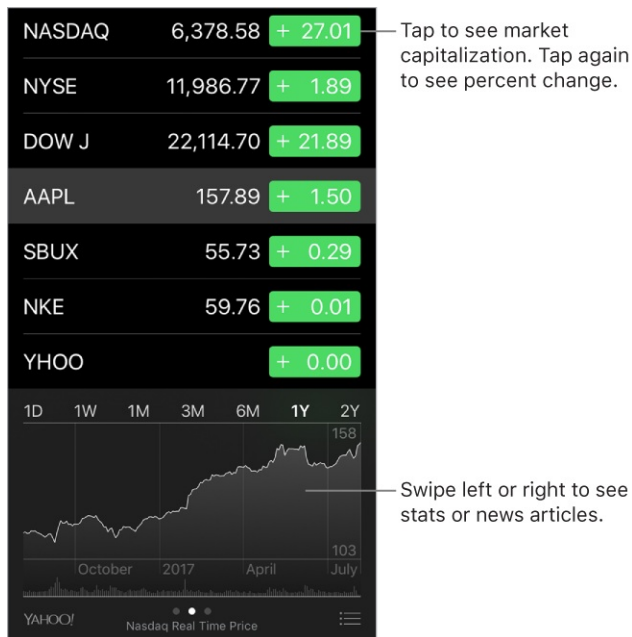 NASDAQ 6,378.58 + 27.01
Tap to see market
capitalization. Tap again
to see percent change.
NYSE 11,986.77 + 1.89
DOW J 22,114.70 + 21.89
AAPL 157.89 + 1.50
SBUX 55.73 + 0.29
NKE 59.76 + 0.01
YHOO + 0.00
1D 1W 1M 3M 6M 1Y 2Y
158
Swipe left or right to see
stats or news articles.
103
October 2017 April July
YAHOO!
Nasdaq Real Time Price